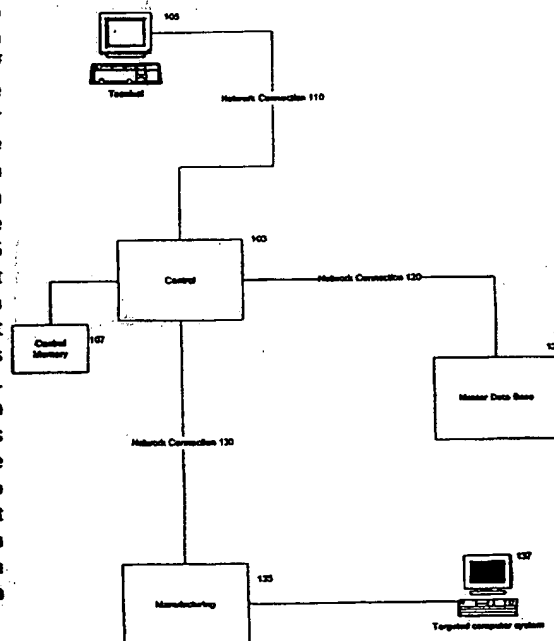 105
Terminal
Network Connection 110
103
Control
Network Connection 120
Control
Memory
107
Master Data Base
Network Connection 130
135
Manufacturing
137
Targeted computer system